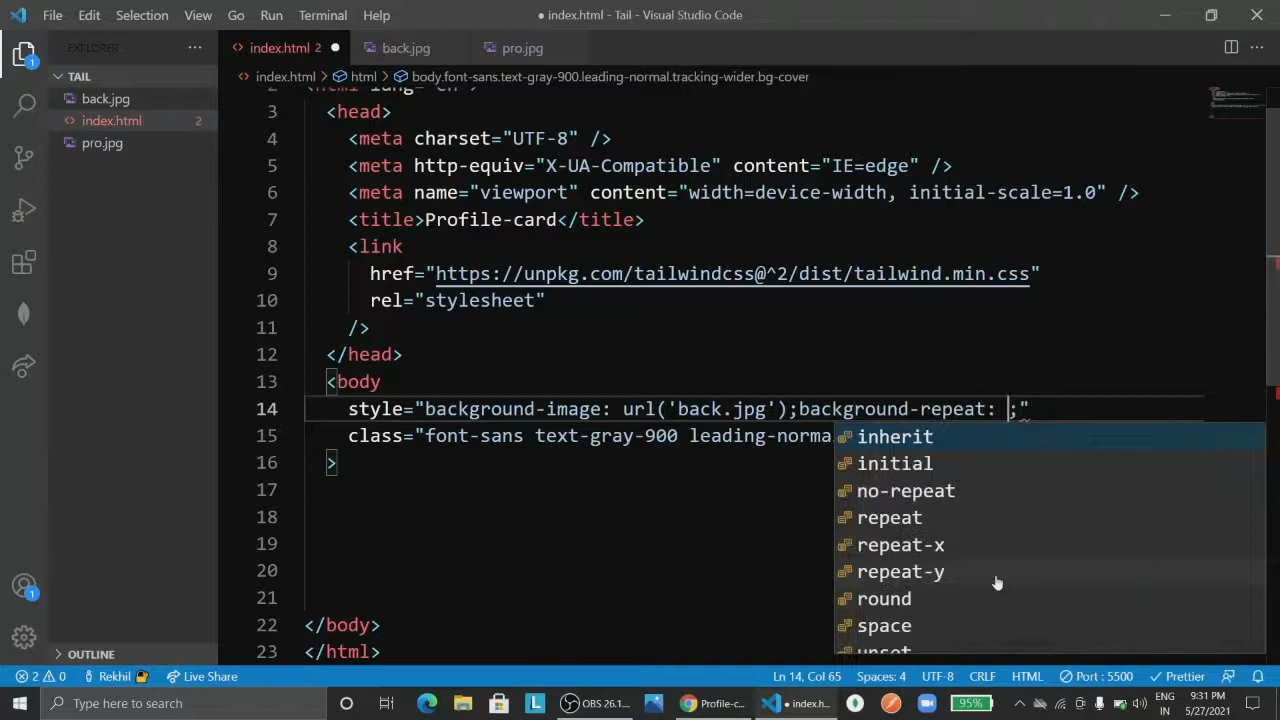 File Edit Selection View Go Run Terminal Help
● index.html - Tail - Visual Studio Code
EXPLORER ...
index.html 2 ●
back.jpg
pro.jpg
...
TAIL
back.jpg
index.html 2
pro.jpg
index.html > html > body.font-sans.text-gray-900.leading-normal.tracking-wider.bg-cover
3 <head>
4 <meta charset="UTF-8" />
5 <meta http-equiv="X-UA-Compatible" content="IE=edge" />
6 <meta name="viewport" content="width=device-width, initial-scale=1.0" />
7 <title>Profile-card</title>
8 <link
9 href="https://unpkg.com/tailwindcss@^2/dist/tailwind.min.css"
10 rel="stylesheet"
11 />
12 </head>
13 <body
14 style="background-image: url('back.jpg');background-repeat: ;"
15 class="font-sans text-gray-900 leading-norma
16 >
17
18
19
20
21
22 </body>
23 </html>
inherit
initial
no-repeat
repeat
repeat-x
repeat-y
round
space
unset
OUTLINE
1
1
2 0 Rekhil Live Share
Ln 14, Col 65 Spaces: 4 UTF-8 CRLF HTML Port : 5500 Prettier
Type here to search
L
OBS 26.1...
Profile-c...
● index.h...
95%
ENG
IN
9:31 PM
5/27/2021